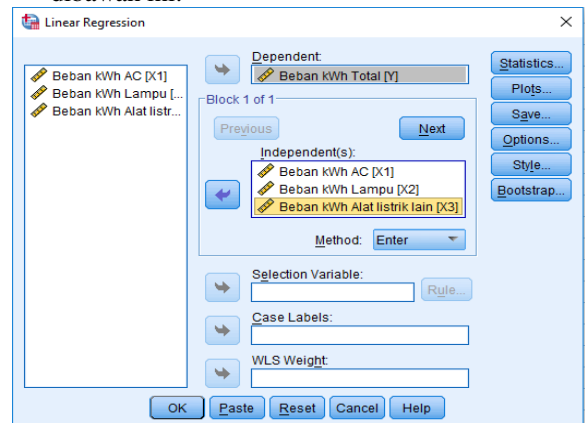 dibawah ini:
Linear Regression
Beban kWh AC [X1]
Beban kWh Lampu [...
Beban kWh Alat listr...
Dependent:
Beban kWh Total [Y]
Block 1 of 1
Previous
Next
Independent(s):
Beban kWh AC [X1]
Beban kWh Lampu [X2]
Beban kWh Alat listrik lain [X3]
Method: Enter
Selection Variable:
Rule...
Case Labels:
WLS Weight:
Statistics...
Plots...
Save...
Options...
Style...
Bootstrap...
OK Paste Reset Cancel Help